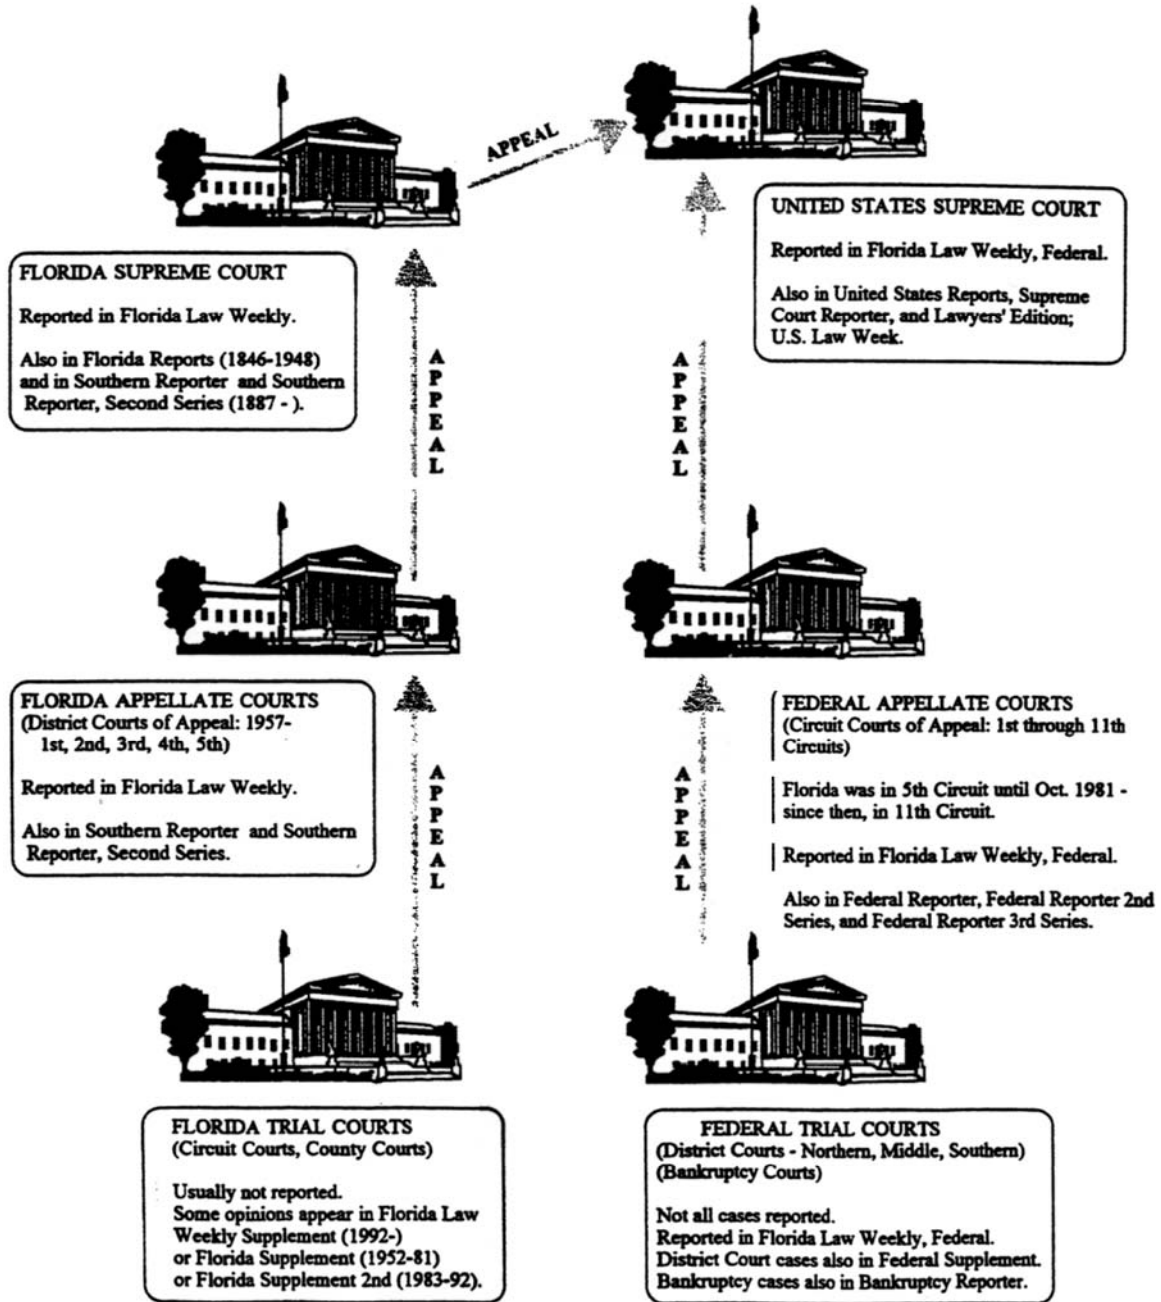 APPEAL
UNITED STATES SUPREME COURT
Reported in Florida Law Weekly, Federal.
Also in United States Reports, Supreme
Court Reporter, and Lawyers' Edition;
U.S. Law Week.
FLORIDA SUPREME COURT
Reported in Florida Law Weekly.
Also in Florida Reports (1846-1948)
and in Southern Reporter and Southern
Reporter, Second Series (1887 - ).
APPEAL
APPEAL
FLORIDA APPELLATE COURTS
(District Courts of Appeal: 1957-
1st, 2nd, 3rd, 4th, 5th)
Reported in Florida Law Weekly.
Also in Southern Reporter and Southern
Reporter, Second Series.
APPEAL
APPEAL
FEDERAL APPELLATE COURTS
(Circuit Courts of Appeal: 1st through 11th
Circuits)
Florida was in 5th Circuit until Oct. 1981 -
since then, in 11th Circuit.
Reported in Florida Law Weekly, Federal.
Also in Federal Reporter, Federal Reporter 2nd
Series, and Federal Reporter 3rd Series.
FLORIDA TRIAL COURTS
(Circuit Courts, County Courts)
Usually not reported.
Some opinions appear in Florida Law
Weekly Supplement (1992-)
or Florida Supplement (1952-81)
or Florida Supplement 2nd (1983-92).
FEDERAL TRIAL COURTS
(District Courts - Northern, Middle, Southern)
(Bankruptcy Courts)
Not all cases reported.
Reported in Florida Law Weekly, Federal.
District Court cases also in Federal Supplement.
Bankruptcy cases also in Bankruptcy Reporter.